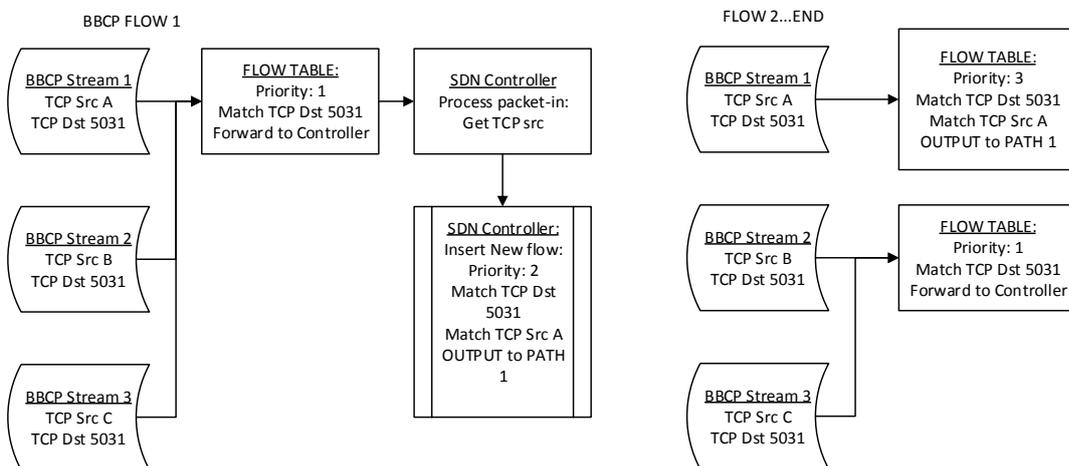 BBCP FLOW 1
BBCP Stream 1
TCP Src A
TCP Dst 5031
BBCP Stream 2
TCP Src B
TCP Dst 5031
BBCP Stream 3
TCP Src C
TCP Dst 5031
FLOW TABLE:
Priority: 1
Match TCP Dst 5031
Forward to Controller
SDN Controller
Process packet-in:
Get TCP src
SDN Controller:
Insert New flow:
Priority: 2
Match TCP Dst
5031
Match TCP Src A
OUTPUT to PATH
1
FLOW 2...END
BBCP Stream 1
TCP Src A
TCP Dst 5031
FLOW TABLE:
Priority: 3
Match TCP Dst 5031
Match TCP Src A
OUTPUT to PATH 1
BBCP Stream 2
TCP Src B
TCP Dst 5031
FLOW TABLE:
Priority: 1
Match TCP Dst 5031
Forward to Controller
BBCP Stream 3
TCP Src C
TCP Dst 5031